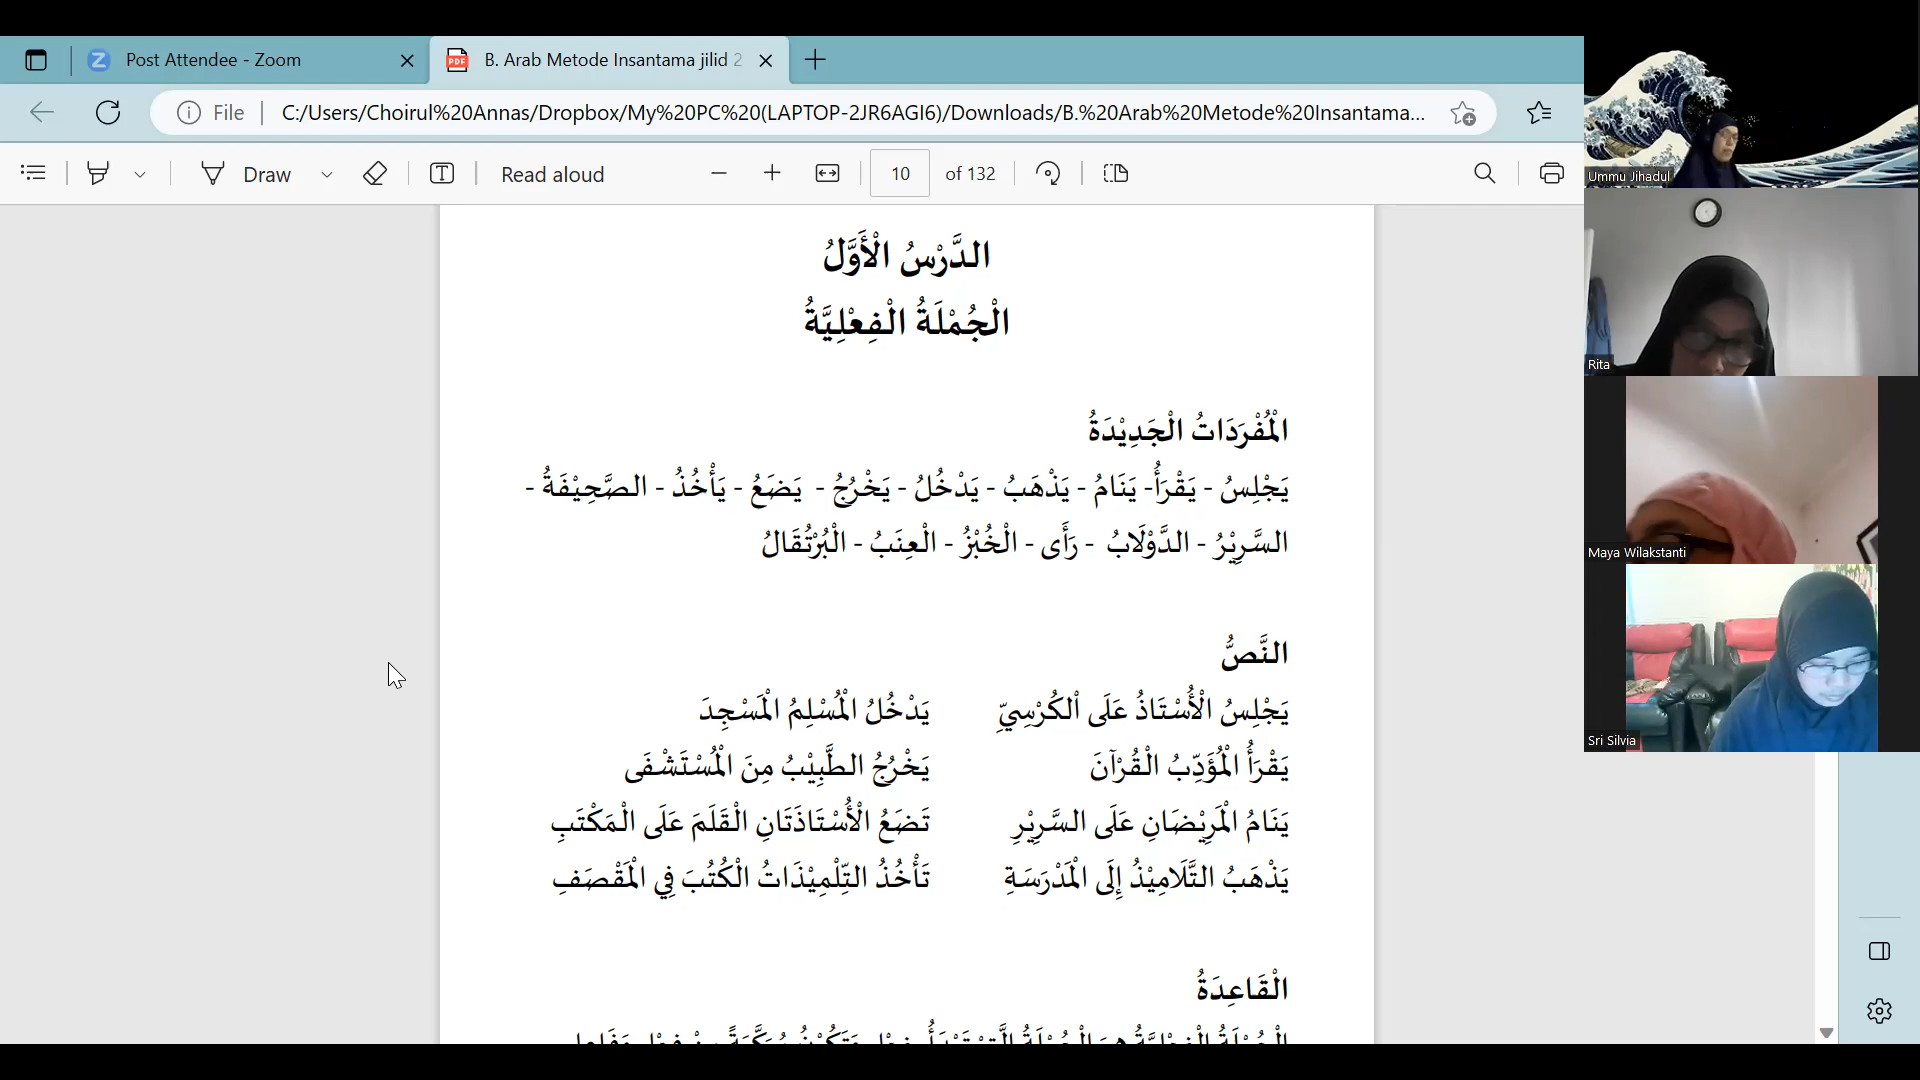 Post Attendee - Zoom
B. Arab Metode Insantama jilid 2
File
C:/Users/Choirul%20Annas/Dropbox/My%20PC%20(LAPTOP-2JR6AGI6)/Downloads/B.%20Arab%20Metode%20Insantama...
Draw
Read aloud
10 of 132
الدَّرْسُ الْأَوَّلُ
الْجُمْلَةُ الْفِعْلِيَّةُ
الْمُفْرَدَاتُ الْجَدِيْدَةُ
يَجْلِسُ - يَقْرَأُ- يَنَامُ - يَذْهَبُ - يَدْخُلُ - يَخْرُجُ - يَضَعُ - يَأْخُذُ - الصَّحِيْفَةُ -
السَّرِيْرُ - الدَّوْلَابُ - رَأَى - الْخُبْزُ - الْعِنَبُ - الْبُرْتُقَالُ
النَّصُّ
يَجْلِسُ الْأُسْتَاذُ عَلَى اْلكُرْسِيِّ يَدْخُلُ الْمُسْلِمُ الْمَسْجِدَ
يَقْرَأُ الْمُؤَدِّبُ الْقُرْآنَ يَخْرُجُ الطَّبِيْبُ مِنَ الْمُسْتَشْفَى
يَنَامُ الْمَرِيْضَانِ عَلَى السَّرِيْرِ تَضَعُ الْأُسْتَاذَتَانِ الْقَلَمَ عَلَى الْمَكْتَبِ
يَذْهَبُ التَّلَامِيْذُ إِلَى الْمَدْرَسَةِ تَأْخُذُ التِّلْمِيْذَاتُ الْكُتُبَ فِي الْمَقْصَفِ
الْقَاعِدَةُ
Ummu Jihadul
Rita
Maya Wilakstanti
Sri Silvia